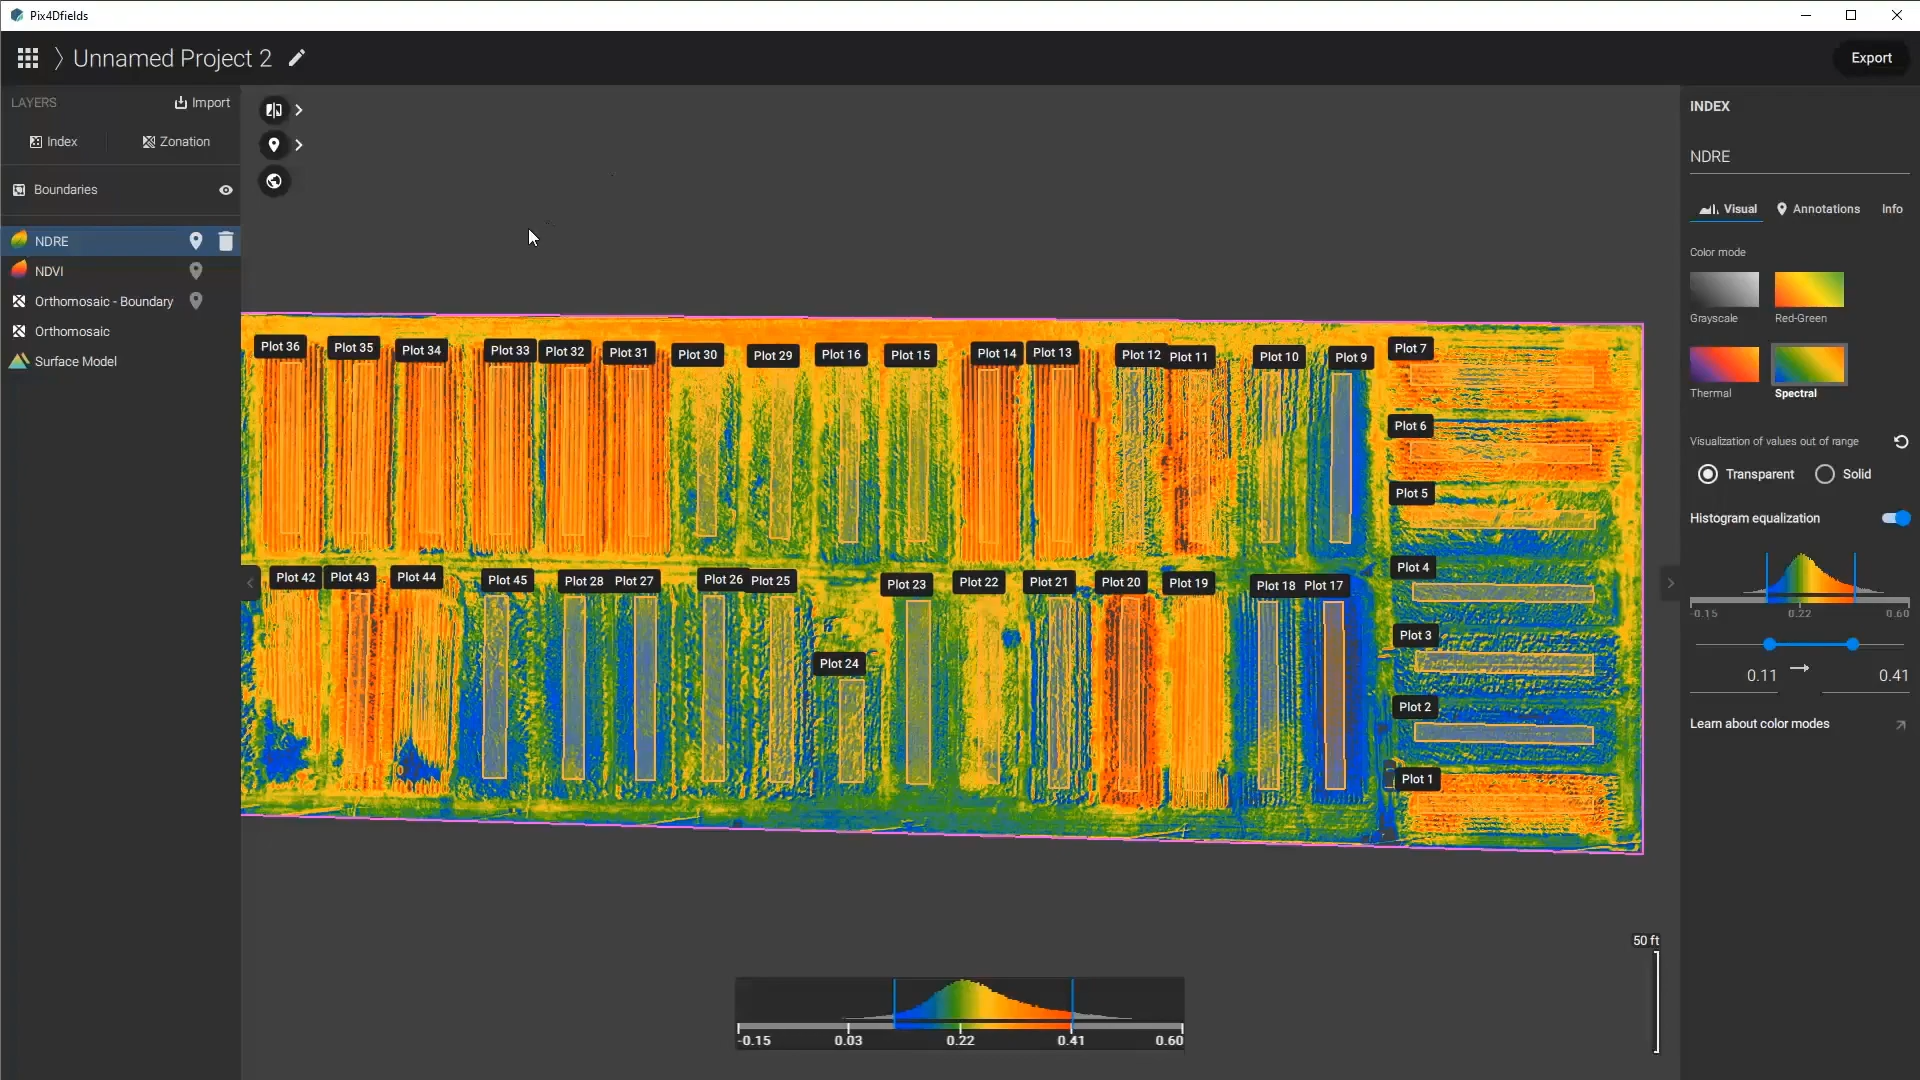 Pix4Dfields
Unnamed Project 2
Export
LAYERS
Import
Index
Zonation
Boundaries
NDRE
NDVI
Orthomosaic - Boundary
Orthomosaic
Surface Model
Plot 36
Plot 35
Plot 34
Plot 33
Plot 32
Plot 31
Plot 30
Plot 29
Plot 16
Plot 15
Plot 14
Plot 13
Plot 12
Plot 11
Plot 10
Plot 9
Plot 7
Plot 6
Plot 5
Plot 4
Plot 3
Plot 2
Plot 1
Plot 42
Plot 43
Plot 44
Plot 45
Plot 28
Plot 27
Plot 26
Plot 25
Plot 24
Plot 23
Plot 22
Plot 21
Plot 20
Plot 19
Plot 18
Plot 17
50 ft
-0.15 0.03 0.22 0.41 0.60
INDEX
NDRE
Visual Annotations Info
Color mode
Grayscale
Red-Green
Thermal
Spectral
Visualization of values out of range
Transparent Solid
Histogram equalization
-0.15 0.22 0.60
0.11 → 0.41
Learn about color modes